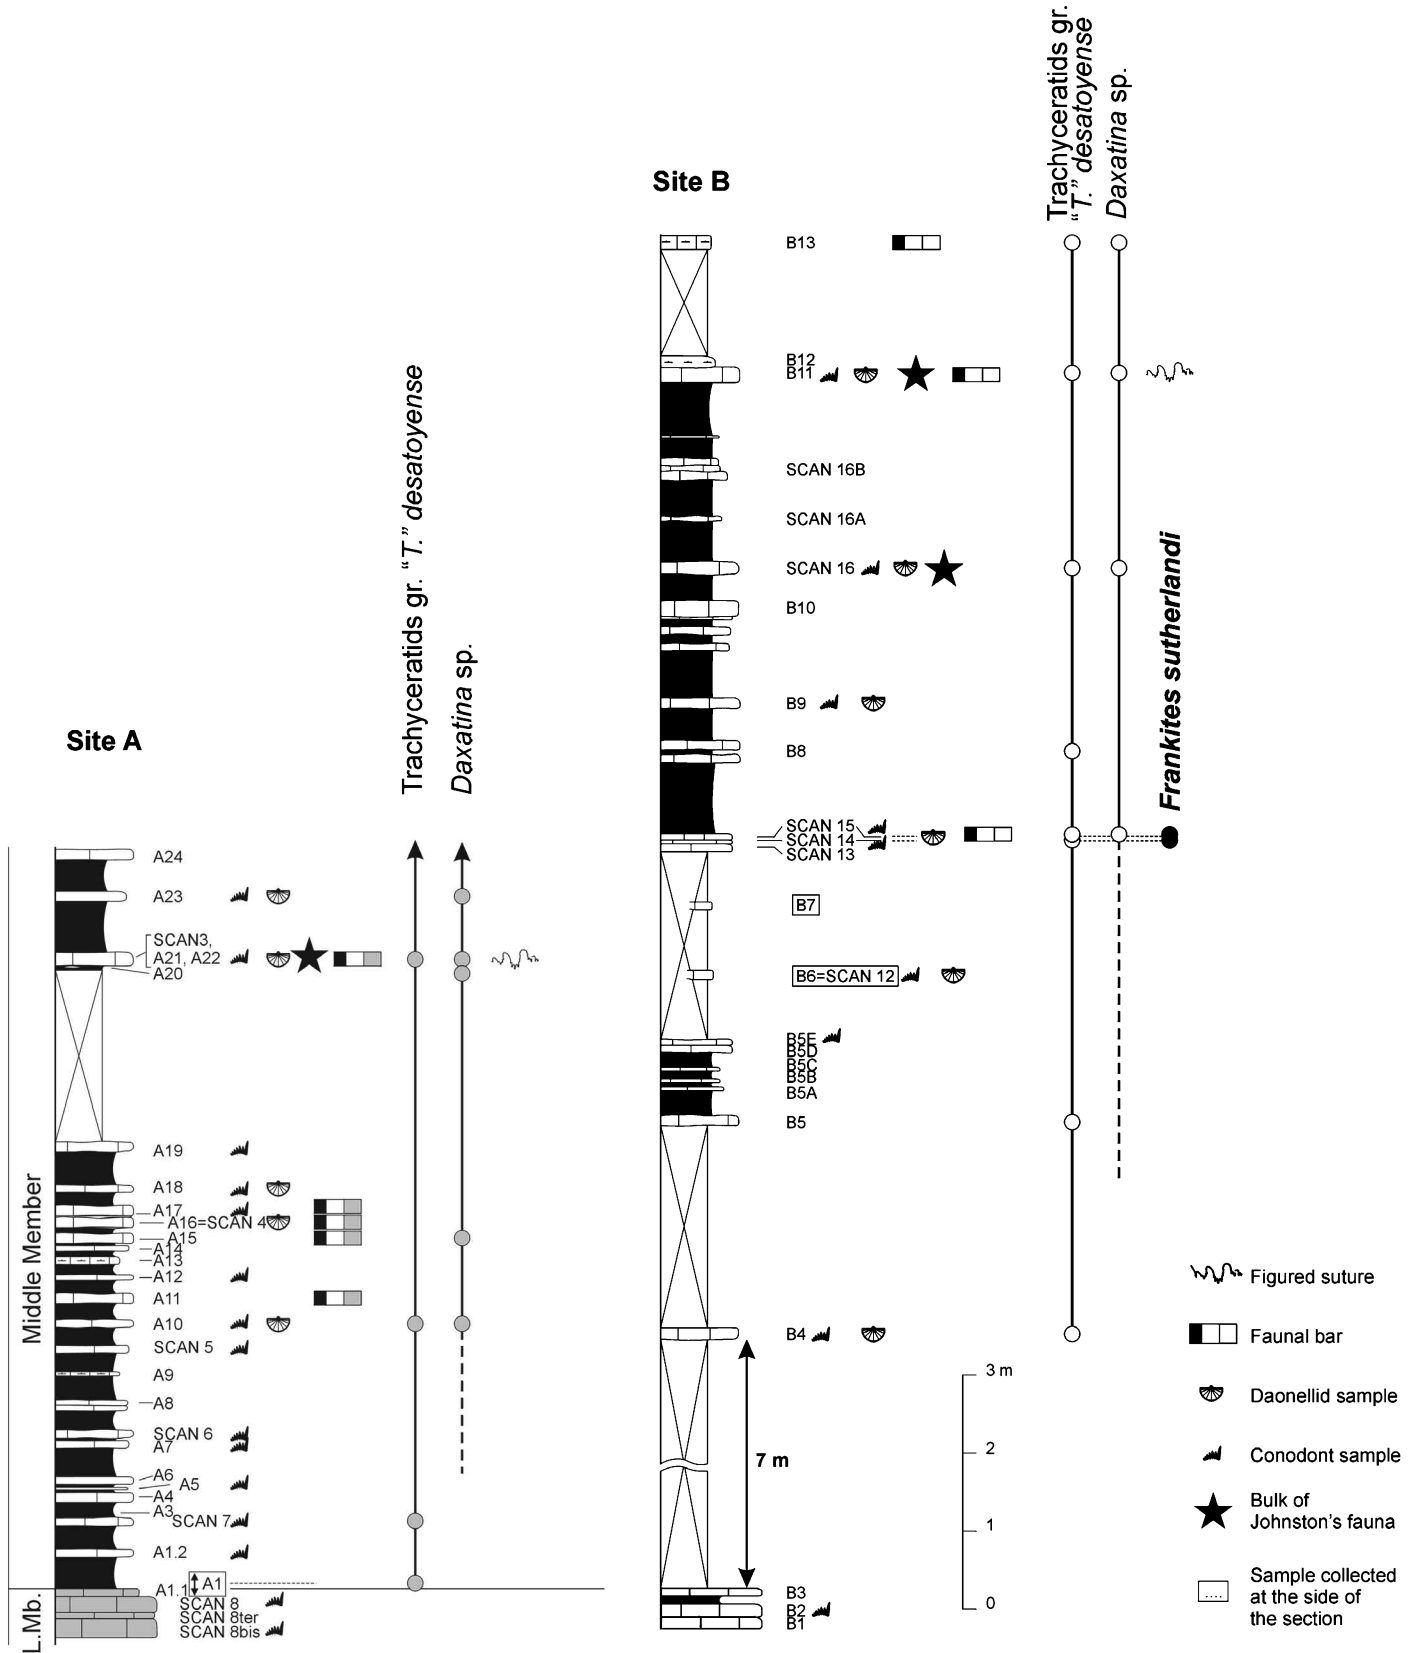 Site A
Trachyceratids gr. “T.” desatoyense
Daxatina sp.
Middle Member
L.Mb.
A24
A23
SCAN3,
A21, A22
A20
A19
A18
A17
A16=SCAN 4
A15
A14
A13
A12
A11
A10
SCAN 5
A9
A8
SCAN 6
A7
A6
A5
A4
A3
SCAN 7
A1.2
A1
A1.1
SCAN 8
SCAN 8ter
SCAN 8bis
Site B
Trachyceratids gr.
“T.” desatoyense
Daxatina sp.
Frankites sutherlandi
B13
B12
B11
SCAN 16B
SCAN 16A
SCAN 16
B10
B9
B8
SCAN 15
SCAN 14
SCAN 13
B7
B6=SCAN 12
B5E
B5D
B5C
B5B
B5A
B5
B4
7 m
B3
B2
B1
3 m
2
1
0
Figured suture
Faunal bar
Daonellid sample
Conodont sample
Bulk of
Johnston’s fauna
Sample collected
at the side of
the section